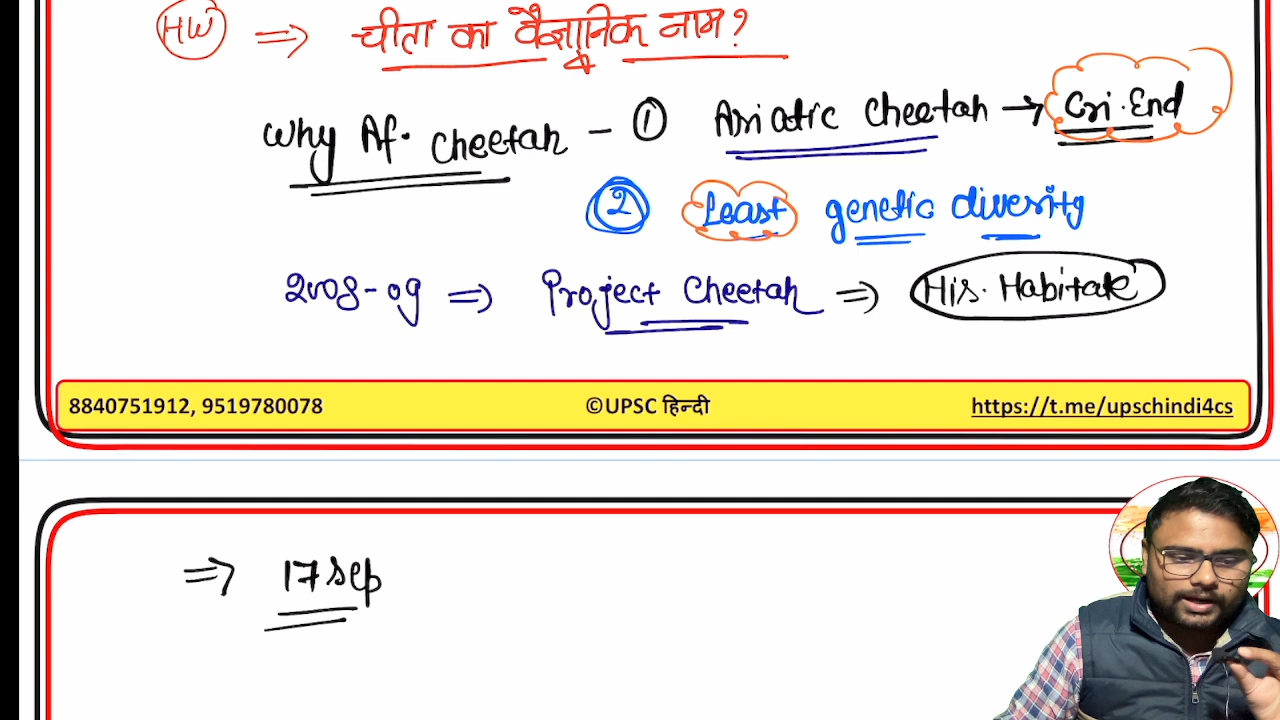 HW ⇒ चीता का वैज्ञानिक नाम?
Why Af. Cheetah - ① Asiatic Cheetah → Cri. End
② Least genetic diversity
2008-09 ⇒ Project Cheetah ⇒ His. Habitate
8840751912, 9519780078 ©UPSC हिन्दी https://t.me/upschindi4cs
⇒ 17 sep